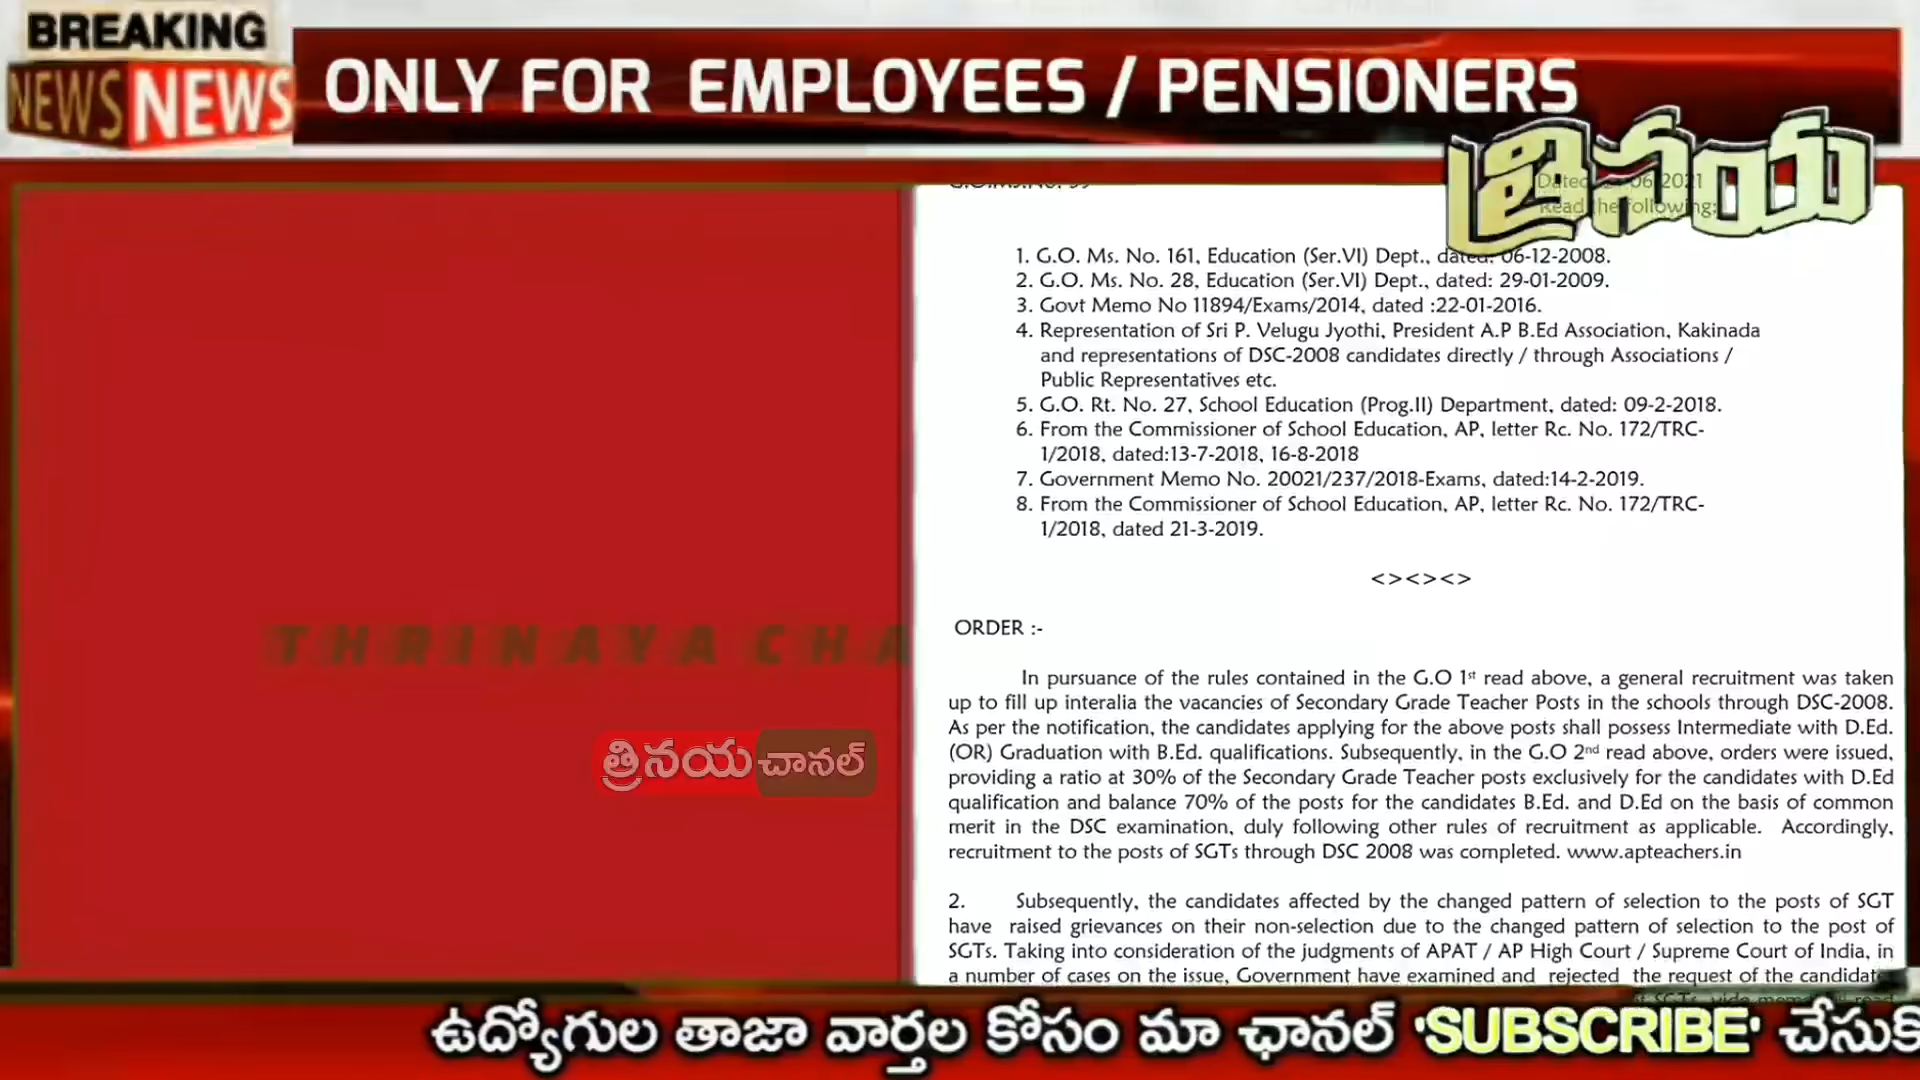 BREAKING
NEWS NEWS
ONLY FOR EMPLOYEES / PENSIONERS
త్రినయ
06 2021
Read the following:
1. G.O. Ms. No. 161, Education (Ser.VI) Dept., dated: 06-12-2008.
2. G.O. Ms. No. 28, Education (Ser.VI) Dept., dated: 29-01-2009.
3. Govt Memo No 11894/Exams/2014, dated :22-01-2016.
4. Representation of Sri P. Velugu Jyothi, President A.P B.Ed Association, Kakinada
and representations of DSC-2008 candidates directly / through Associations /
Public Representatives etc.
5. G.O. Rt. No. 27, School Education (Prog.II) Department, dated: 09-2-2018.
6. From the Commissioner of School Education, AP, letter Rc. No. 172/TRC-
1/2018, dated:13-7-2018, 16-8-2018
7. Government Memo No. 20021/237/2018-Exams, dated:14-2-2019.
8. From the Commissioner of School Education, AP, letter Rc. No. 172/TRC-
1/2018, dated 21-3-2019.
<><><>
ORDER :-
In pursuance of the rules contained in the G.O 1st read above, a general recruitment was taken
up to fill up interalia the vacancies of Secondary Grade Teacher Posts in the schools through DSC-2008.
As per the notification, the candidates applying for the above posts shall possess Intermediate with D.Ed.
(OR) Graduation with B.Ed. qualifications. Subsequently, in the G.O 2nd read above, orders were issued,
providing a ratio at 30% of the Secondary Grade Teacher posts exclusively for the candidates with D.Ed
qualification and balance 70% of the posts for the candidates B.Ed. and D.Ed on the basis of common
merit in the DSC examination, duly following other rules of recruitment as applicable. Accordingly,
recruitment to the posts of SGTs through DSC 2008 was completed. www.apteachers.in
2. Subsequently, the candidates affected by the changed pattern of selection to the posts of SGT
have raised grievances on their non-selection due to the changed pattern of selection to the post of
SGTs. Taking into consideration of the judgments of APAT / AP High Court / Supreme Court of India, in
a number of cases on the issue, Government have examined and rejected the request of the candidat
THRINAYA CHA
త్రినయ చానల్
ఉద్యోగుల తాజా వార్తల కోసం మా ఛానల్ 'SUBSCRIBE' చేసుక